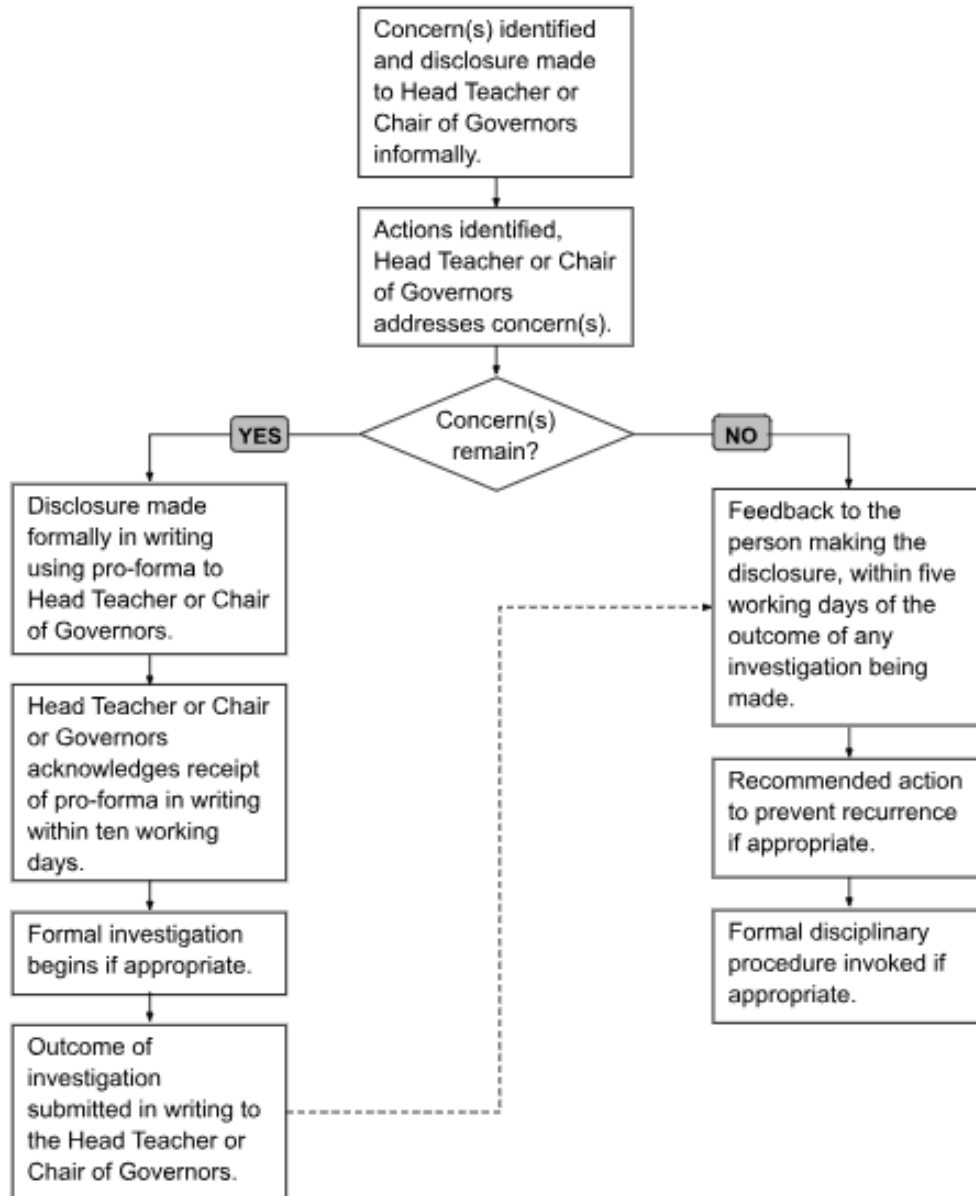 Concern(s) identified
and disclosure made
to Head Teacher or
Chair of Governors
informally.
Actions identified,
Head Teacher or Chair
of Governors
addresses concern(s).
Concern(s)
remain?
YES
NO
Disclosure made
formally in writing
using pro-forma to
Head Teacher or Chair
of Governors.
Head Teacher or Chair
or Governors
acknowledges receipt
of pro-forma in writing
within ten working
days.
Formal investigation
begins if appropriate.
Outcome of
investigation
submitted in writing to
the Head Teacher or
Chair of Governors.
Feedback to the
person making the
disclosure, within five
working days of the
outcome of any
investigation being
made.
Recommended action
to prevent recurrence
if appropriate.
Formal disciplinary
procedure invoked if
appropriate.